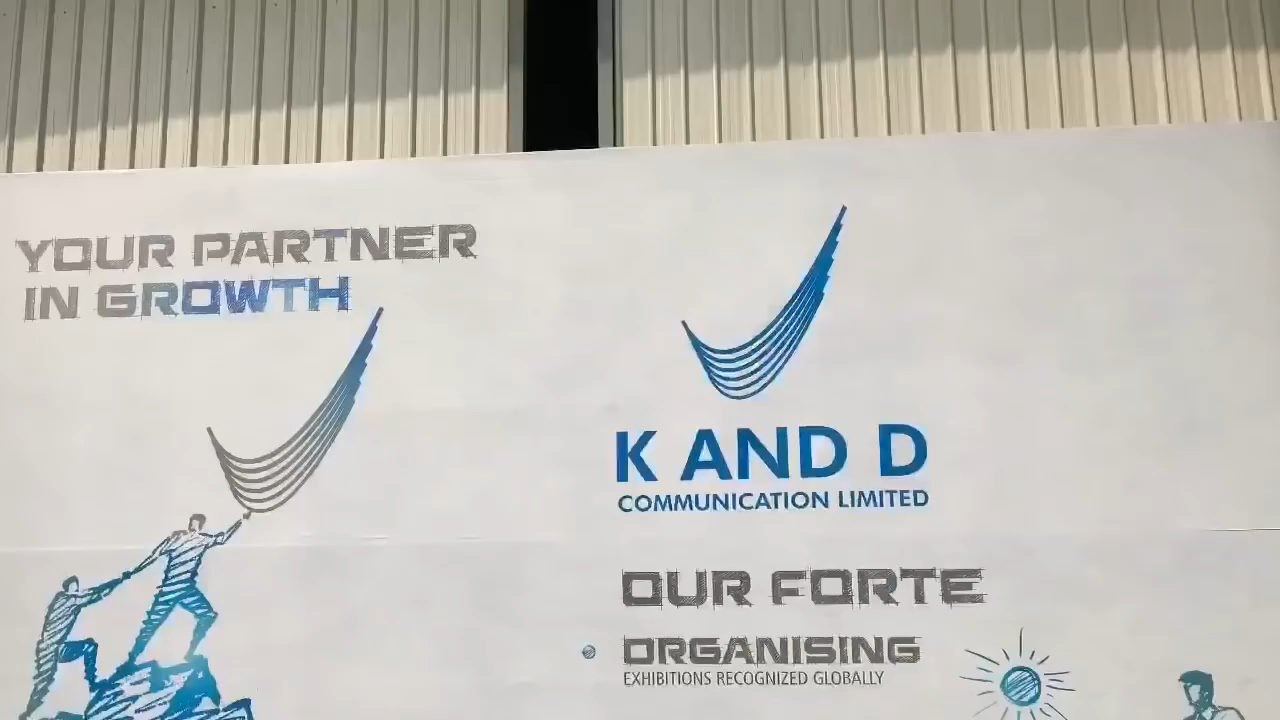 YOUR PARTNER
IN GROWTH
K AND D
COMMUNICATION LIMITED
OUR FORTE
ORGANISING
EXHIBITIONS RECOGNIZED GLOBALLY